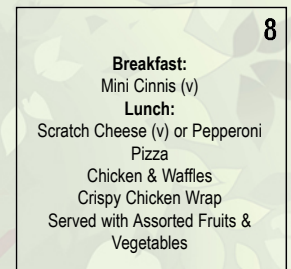 8
Breakfast:
Mini Cinnis (v)
Lunch:
Scratch Cheese (v) or Pepperoni
Pizza
Chicken & Waffles
Crispy Chicken Wrap
Served with Assorted Fruits &
Vegetables